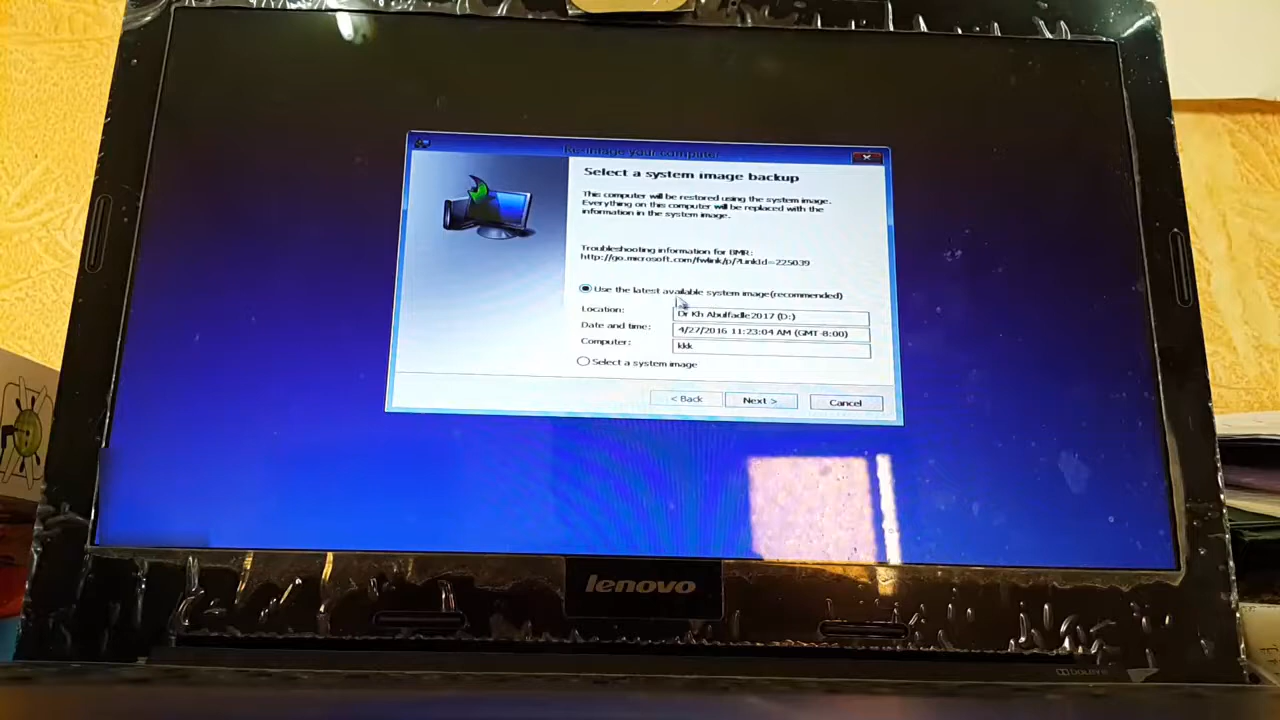 Re-image your computer
Select a system image backup
This computer will be restored using the system image.
Everything on this computer will be replaced with the
information in the system image.
Troubleshooting information for BMR:
http://go.microsoft.com/fwlink/p/?LinkId=225039
Use the latest available system image(recommended)
Location: Dr Kh Abulfadle2017 (D:)
Date and time: 4/27/2016 11:23:04 AM (GMT-8:00)
Computer: kkk
Select a system image
< Back Next > Cancel
lenovo
DOLBY